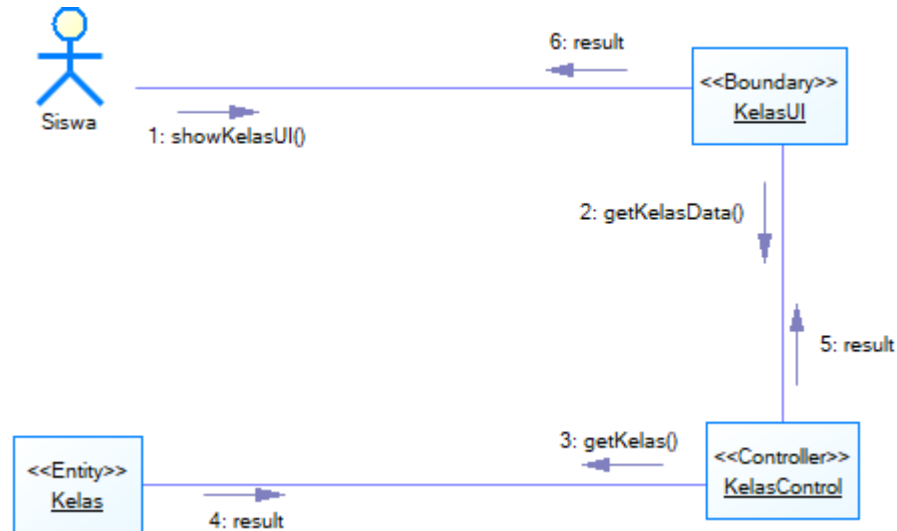 6: result
<<Boundary>>
KelasUI
Siswa
1: showKelasUI()
2: getKelasData()
5: result
3: getKelas()
<<Controller>>
KelasControl
<<Entity>>
Kelas
4: result